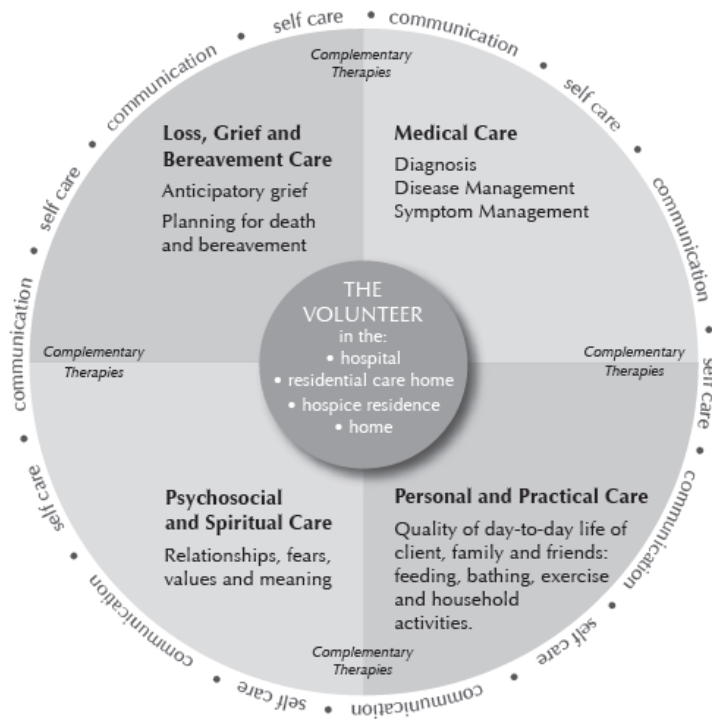 self care • communication • self care • communication • self care • communication • self care • communication • self care • communication • self care • communication • self care • communication •
Complementary
Therapies
Loss, Grief and
Bereavement Care
Anticipatory grief
Planning for death
and bereavement
Medical Care
Diagnosis
Disease Management
Symptom Management
THE
VOLUNTEER
in the:
• hospital
• residential care home
• hospice residence
• home
Complementary
Therapies
Complementary
Therapies
Psychosocial
and Spiritual Care
Relationships, fears,
values and meaning
Personal and Practical Care
Quality of day-to-day life of
client, family and friends:
feeding, bathing, exercise
and household
activities.
Complementary
Therapies